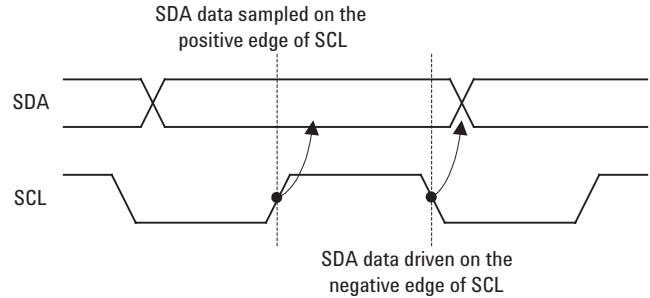 SDA data sampled on the
positive edge of SCL
SDA
SCL
SDA data driven on the
negative edge of SCL